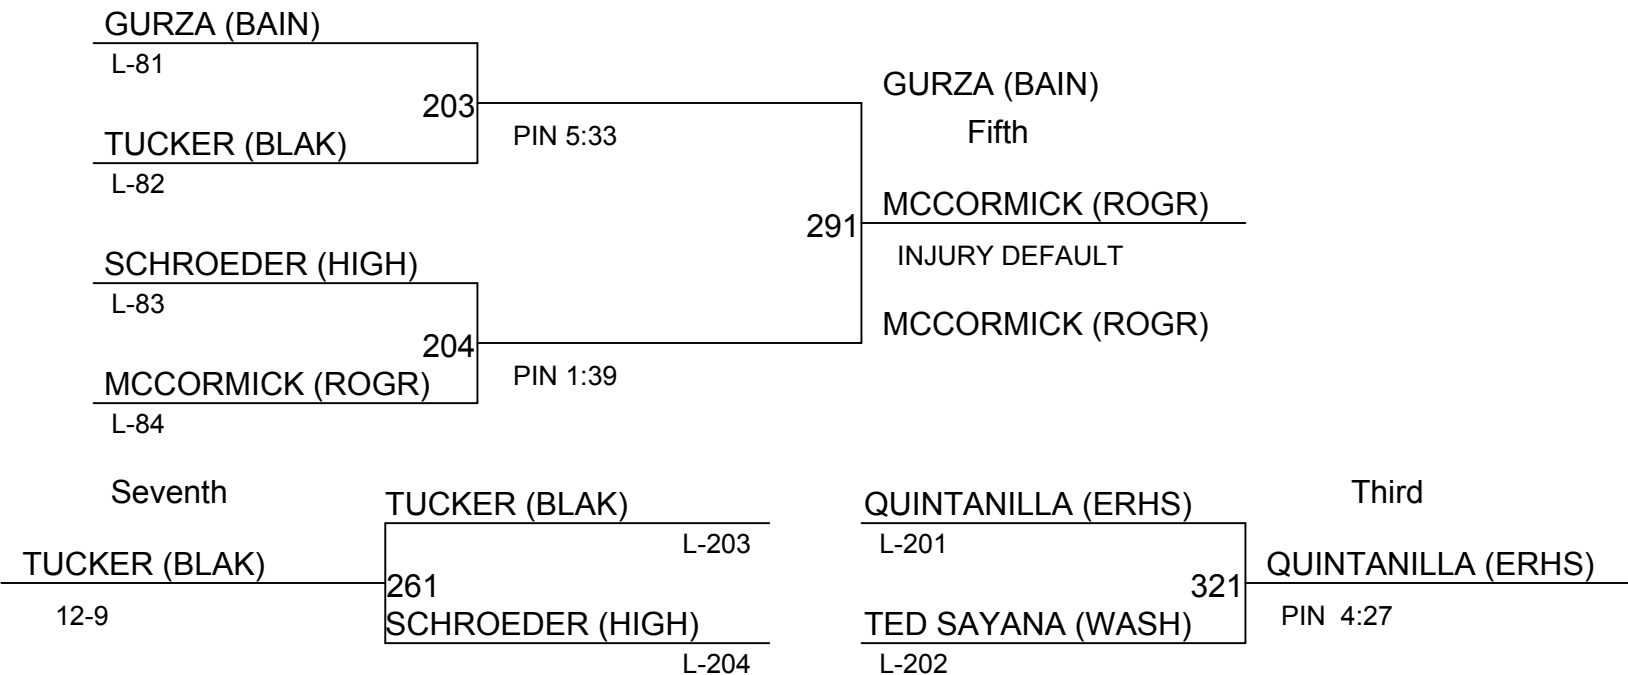 GURZA (BAIN)
L-81
203
TUCKER (BLAK)
L-82
PIN 5:33
GURZA (BAIN)
Fifth
SCHROEDER (HIGH)
L-83
204
MCCORMICK (ROGR)
L-84
PIN 1:39
291
MCCORMICK (ROGR)
INJURY DEFAULT
MCCORMICK (ROGR)
Seventh
TUCKER (BLAK)
12-9
TUCKER (BLAK)
L-203
261
SCHROEDER (HIGH)
L-204
QUINTANILLA (ERHS)
L-201
321
TED SAYANA (WASH)
L-202
Third
QUINTANILLA (ERHS)
PIN 4:27